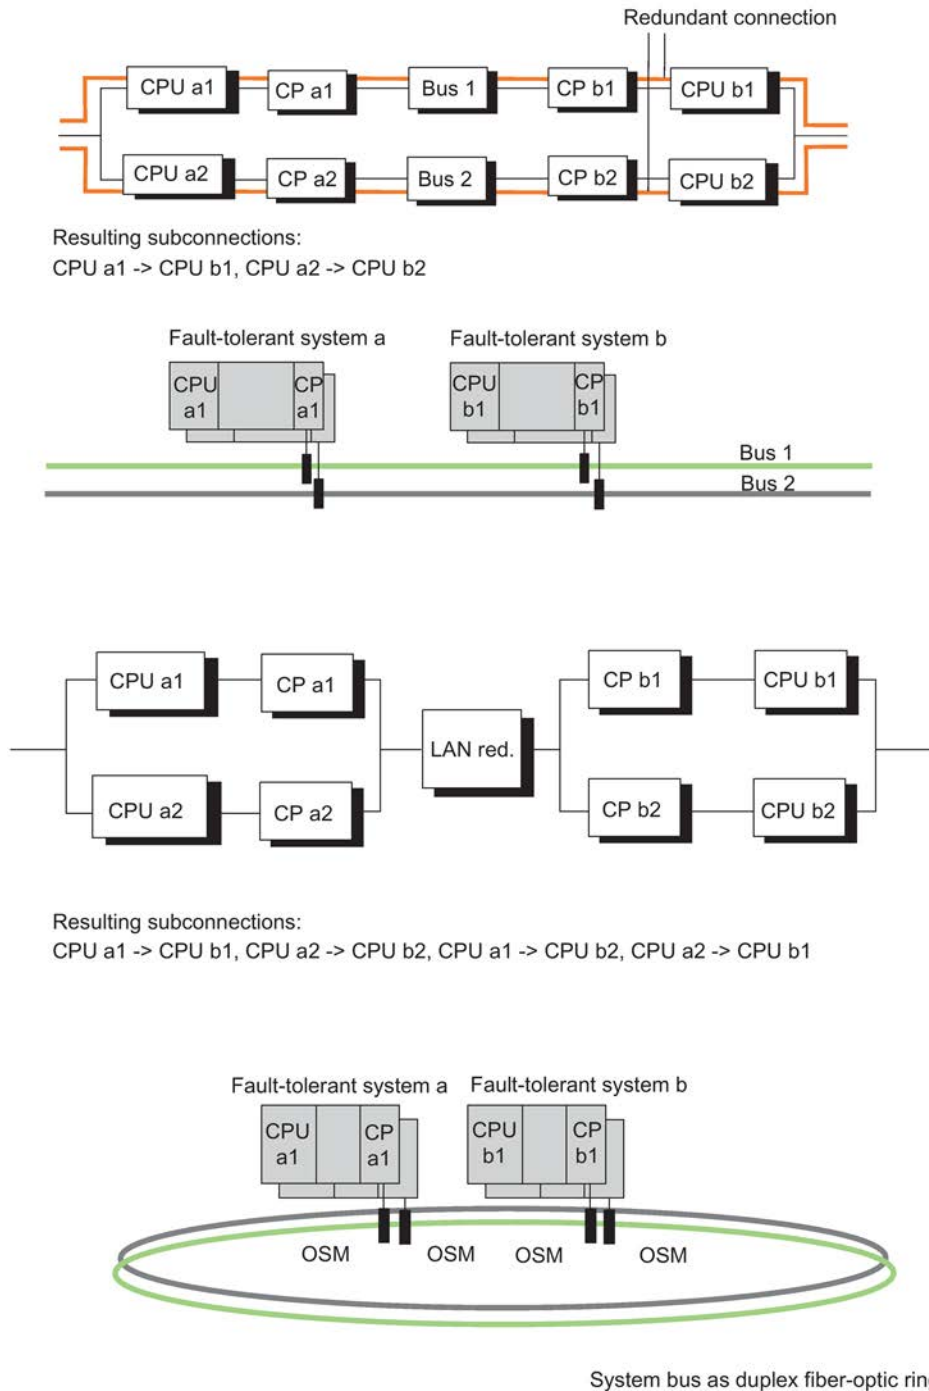 Redundant connection
CPU a1 CP a1 Bus 1 CP b1 CPU b1
CPU a2 CP a2 Bus 2 CP b2 CPU b2
Resulting subconnections:
CPU a1 -> CPU b1, CPU a2 -> CPU b2
Fault-tolerant system a Fault-tolerant system b
CPU CP CPU CP
a1 a1 b1 b1
Bus 1
Bus 2
CPU a1 CP a1 CP b1 CPU b1
LAN red.
CPU a2 CP a2 CP b2 CPU b2
Resulting subconnections:
CPU a1 -> CPU b1, CPU a2 -> CPU b2, CPU a1 -> CPU b2, CPU a2 -> CPU b1
Fault-tolerant system a Fault-tolerant system b
CPU CP CPU CP
a1 a1 b1 b1
OSM OSM OSM OSM
System bus as duplex fiber-optic rin